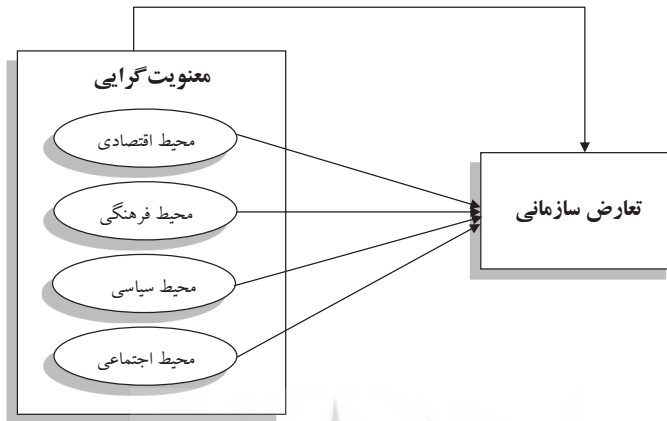 معنویت‌گرایی
محیط اقتصادی
محیط فرهنگی
محیط سیاسی
محیط اجتماعی
تعارض سازمانی